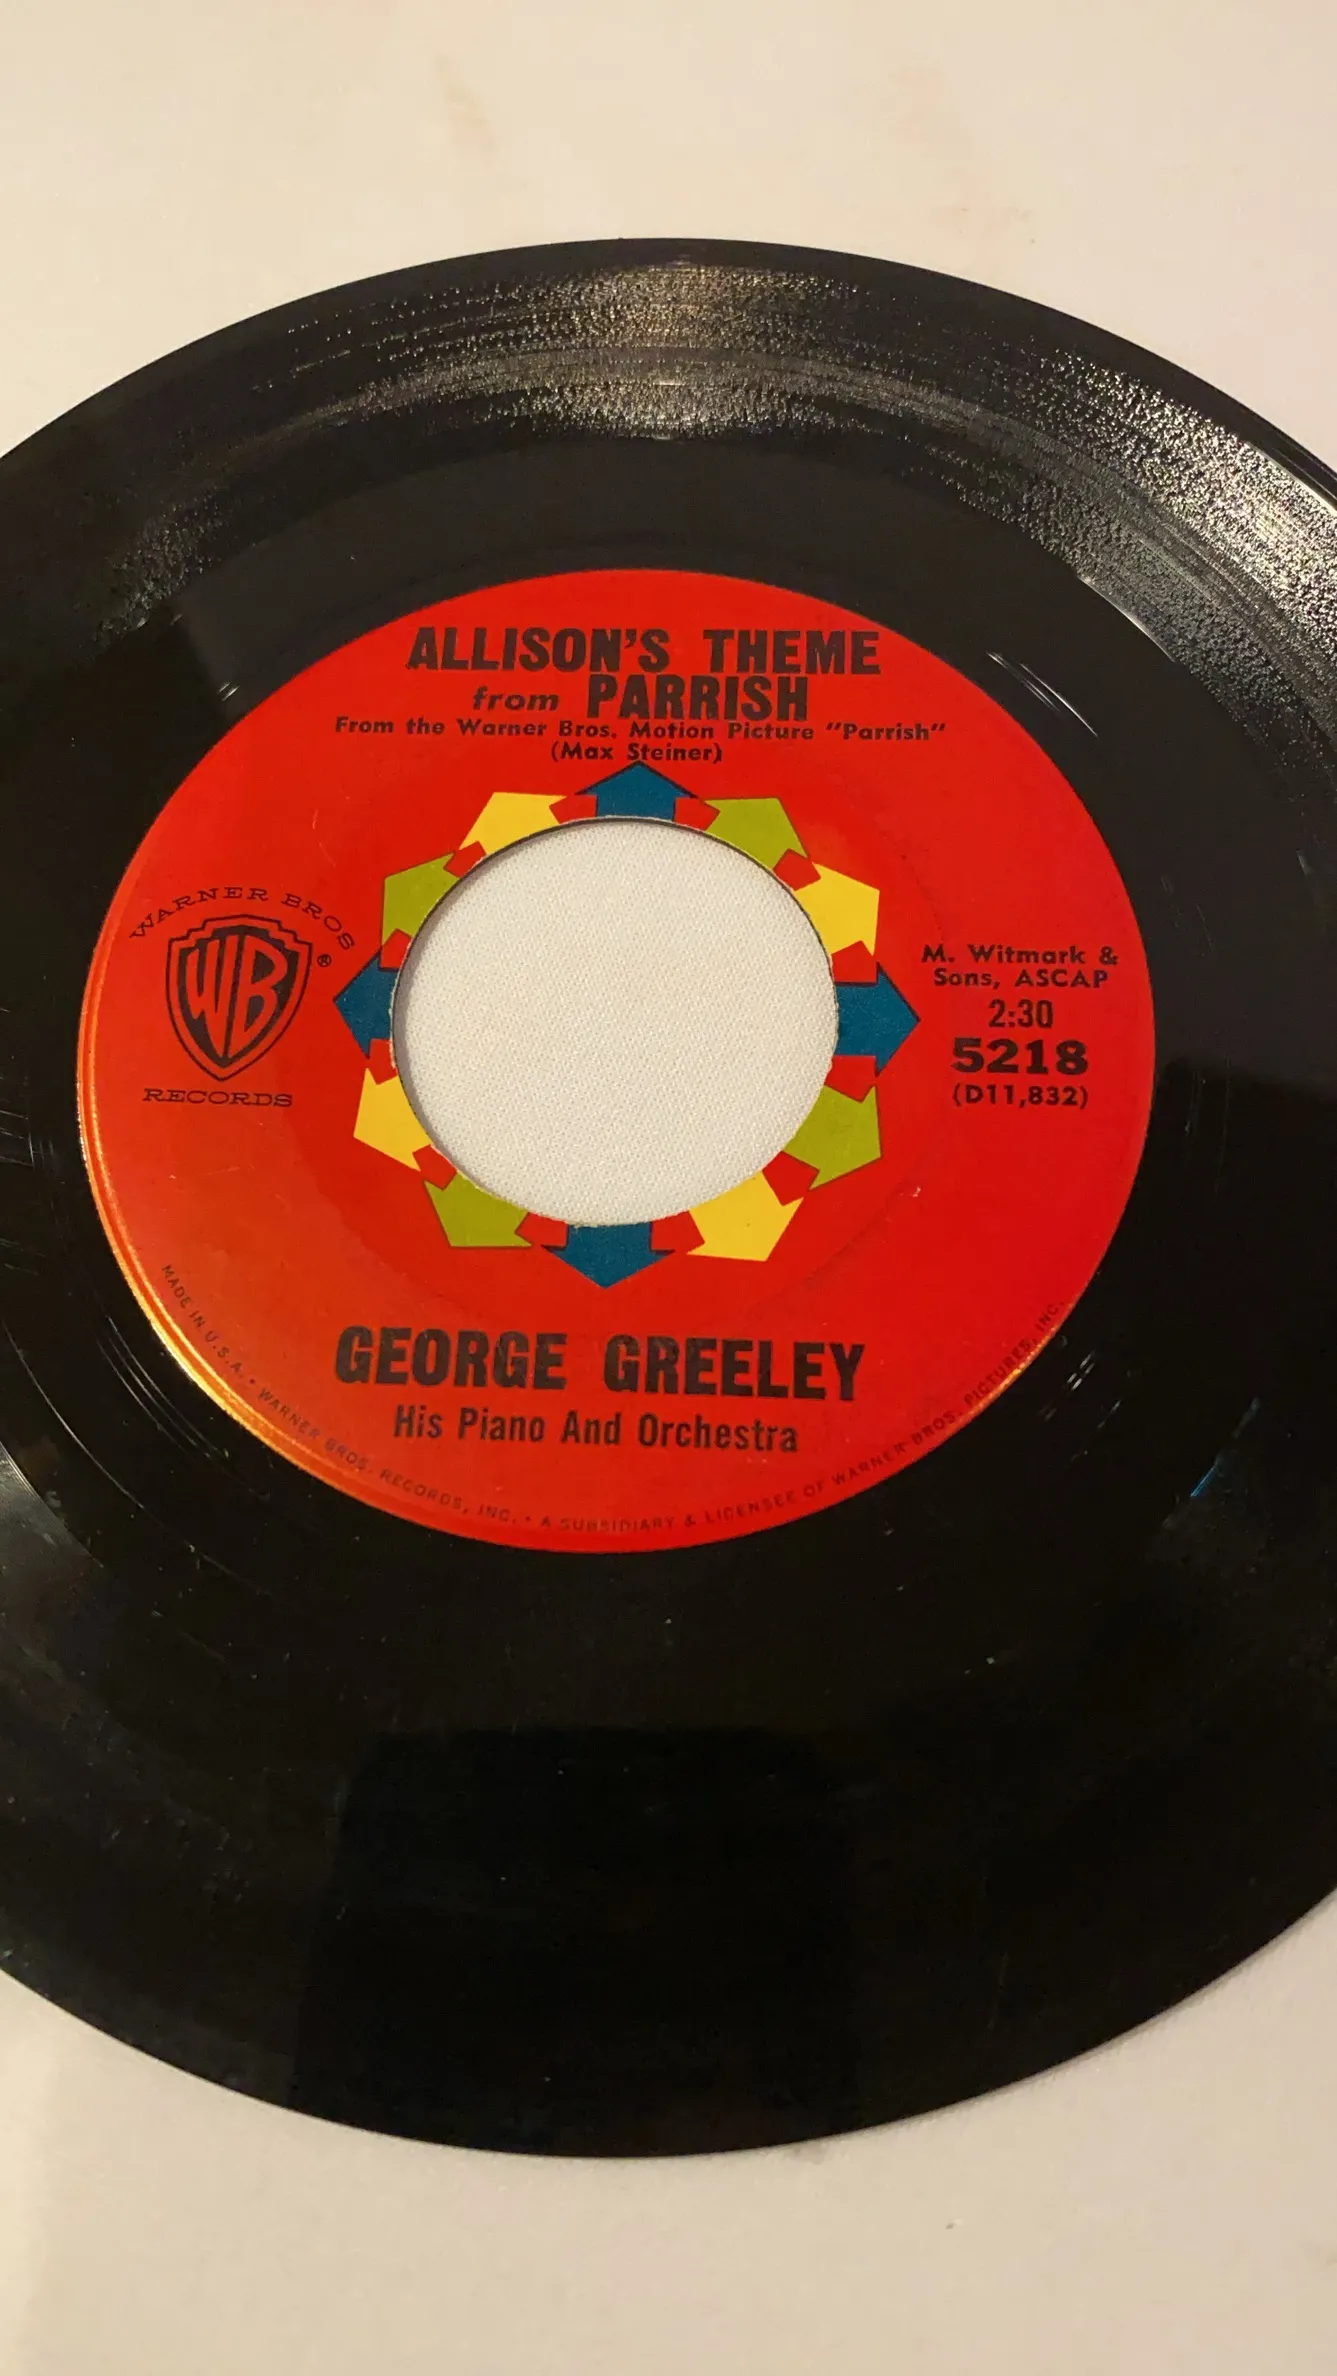 ALLISON'S THEME
from PARRISH
From the Warner Bros. Motion Picture "Parrish"
(Max Steiner)
WARNER BROS
WB
®
RECORDS
M. Witmark &
Sons, ASCAP
2:30
5218
(D11,832)
GEORGE GREELEY
His Piano And Orchestra
MADE IN U.S.A. • WARNER BROS. RECORDS, INC. • A SUBSIDIARY & LICENSEE OF WARNER BROS. PICTURES, INC.